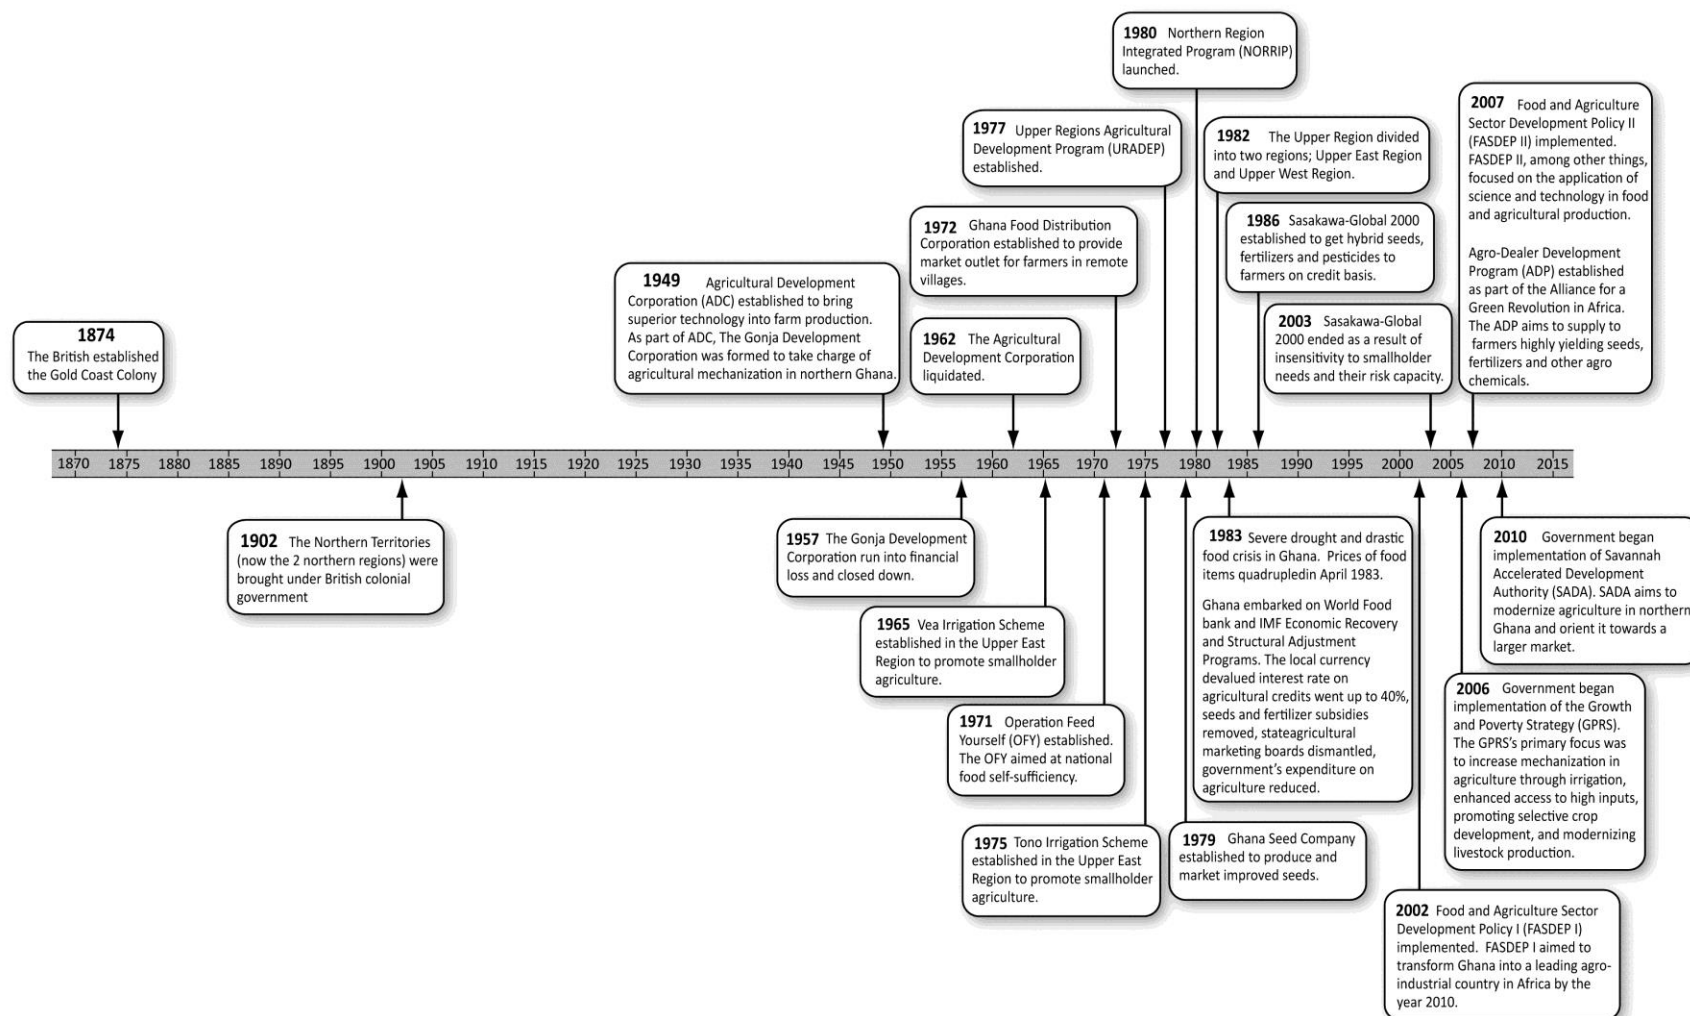 1980 Northern Region
Integrated Program (NORRIP)
launched.
1977 Upper Regions Agricultural
Development Program (URADEP)
established.
1982 The Upper Region divided
into two regions; Upper East Region
and Upper West Region.
2007 Food and Agriculture
Sector Development Policy II
(FASDEP II) implemented.
FASDEP II, among other things,
focused on the application of
science and technology in food
and agricultural production.
Agro-Dealer Development
Program (ADP) established
as part of the Alliance for a
Green Revolution in Africa.
The ADP aims to supply to
farmers highly yielding seeds,
fertilizers and other agro
chemicals.
1972 Ghana Food Distribution
Corporation established to provide
market outlet for farmers in remote
villages.
1986 Sasakawa-Global 2000
established to get hybrid seeds,
fertilizers and pesticides to
farmers on credit basis.
1949 Agricultural Development
Corporation (ADC) established to bring
superior technology into farm production.
As part of ADC, The Gonja Development
Corporation was formed to take charge of
agricultural mechanization in northern Ghana.
1962 The Agricultural
Development Corporation
liquidated.
2003 Sasakawa-Global
2000 ended as a result of
insensitivity to smallholder
needs and their risk capacity.
1874
The British established
the Gold Coast Colony
1870 1875 1880 1885 1890 1895 1900 1905 1910 1915 1920 1925 1930 1935 1940 1945 1950 1955 1960 1965 1970 1975 1980 1985 1990 1995 2000 2005 2010 2015
1902 The Northern Territories
(now the 2 northern regions) were
brought under British colonial
government
1957 The Gonja Development
Corporation run into financial
loss and closed down.
1965 Vea Irrigation Scheme
established in the Upper East
Region to promote smallholder
agriculture.
1971 Operation Feed
Yourself (OFY) established.
The OFY aimed at national
food self-sufficiency.
1975 Tono Irrigation Scheme
established in the Upper East
Region to promote smallholder
agriculture.
1979 Ghana Seed Company
established to produce and
market improved seeds.
1983 Severe drought and drastic
food crisis in Ghana. Prices of food
items quadrupledin April 1983.
Ghana embarked on World Food
bank and IMF Economic Recovery
and Structural Adjustment
Programs. The local currency
devalued interest rate on
agricultural credits went up to 40%,
seeds and fertilizer subsidies
removed, stateagricultural
marketing boards dismantled,
government's expenditure on
agriculture reduced.
2002 Food and Agriculture Sector
Development Policy I (FASDEP I)
implemented. FASDEP I aimed to
transform Ghana into a leading agro-
industrial country in Africa by the
year 2010.
2006 Government began
implementation of the Growth
and Poverty Strategy (GPRS).
The GPRS's primary focus was
to increase mechanization in
agriculture through irrigation,
enhanced access to high inputs,
promoting selective crop
development, and modernizing
livestock production.
2010 Government began
implementation of Savannah
Accelerated Development
Authority (SADA). SADA aims to
modernize agriculture in northern
Ghana and orient it towards a
larger market.